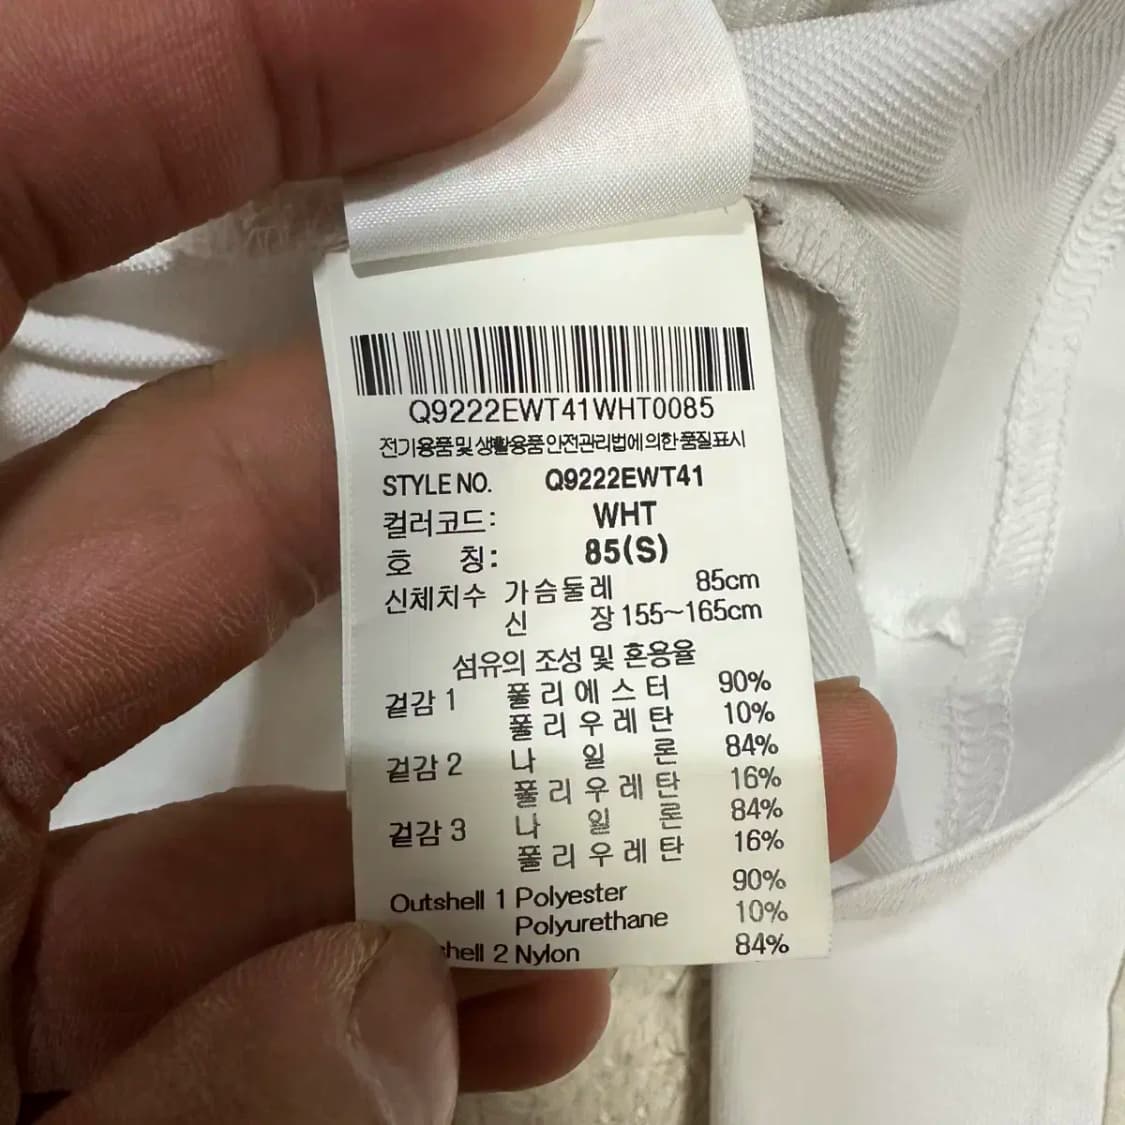 Q9222EWT41WHT0085
전기용품 및 생활용품 안전관리법에 의한 품질표시
STYLE NO. Q9222EWT41
컬러코드: WHT
호 칭: 85(S)
신체치수 가슴둘레 85cm
신 장 155~165cm
섬유의 조성 및 혼용율
겉감 1 폴리에스터 90%
폴리우레탄 10%
겉감 2 나 일 론 84%
폴리우레탄 16%
겉감 3 나 일 론 84%
폴리우레탄 16%
Outshell 1 Polyester 90%
Polyurethane 10%
hell 2 Nylon 84%